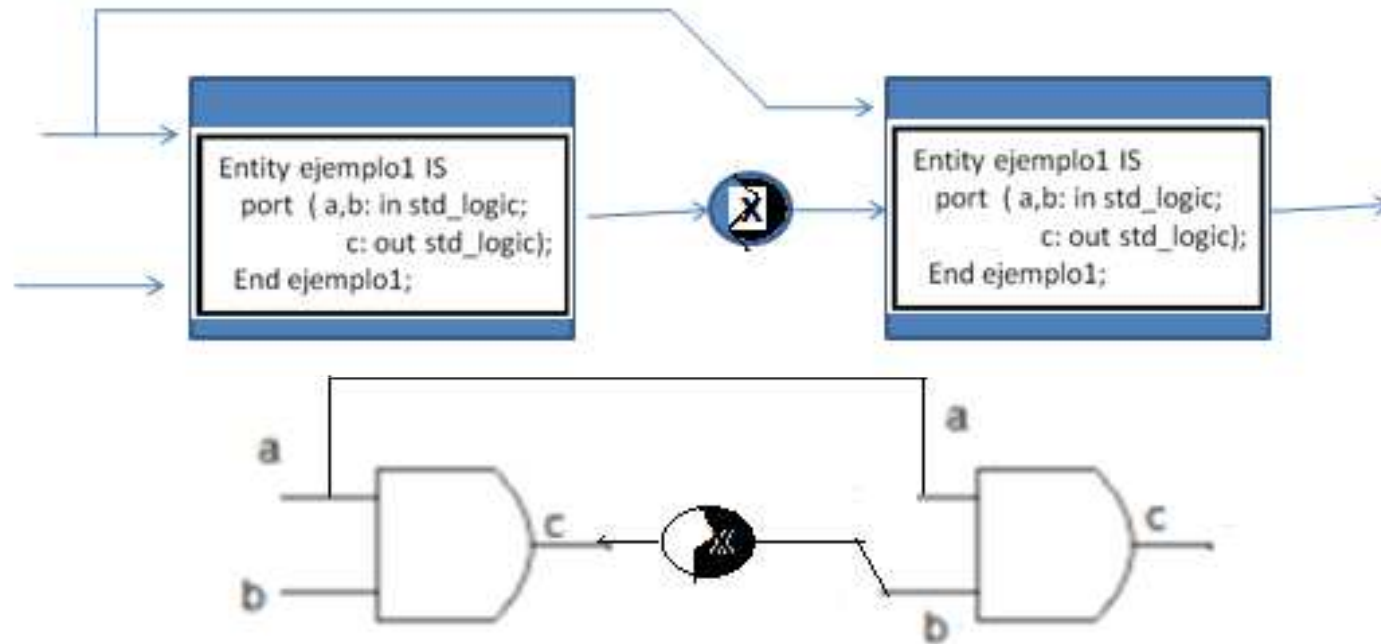 Entity ejemplo1 IS
port ( a,b: in std_logic;
c: out std_logic);
End ejemplo1;
X
Entity ejemplo1 IS
port ( a,b: in std_logic;
c: out std_logic);
End ejemplo1;
a
b
c
a
b
c